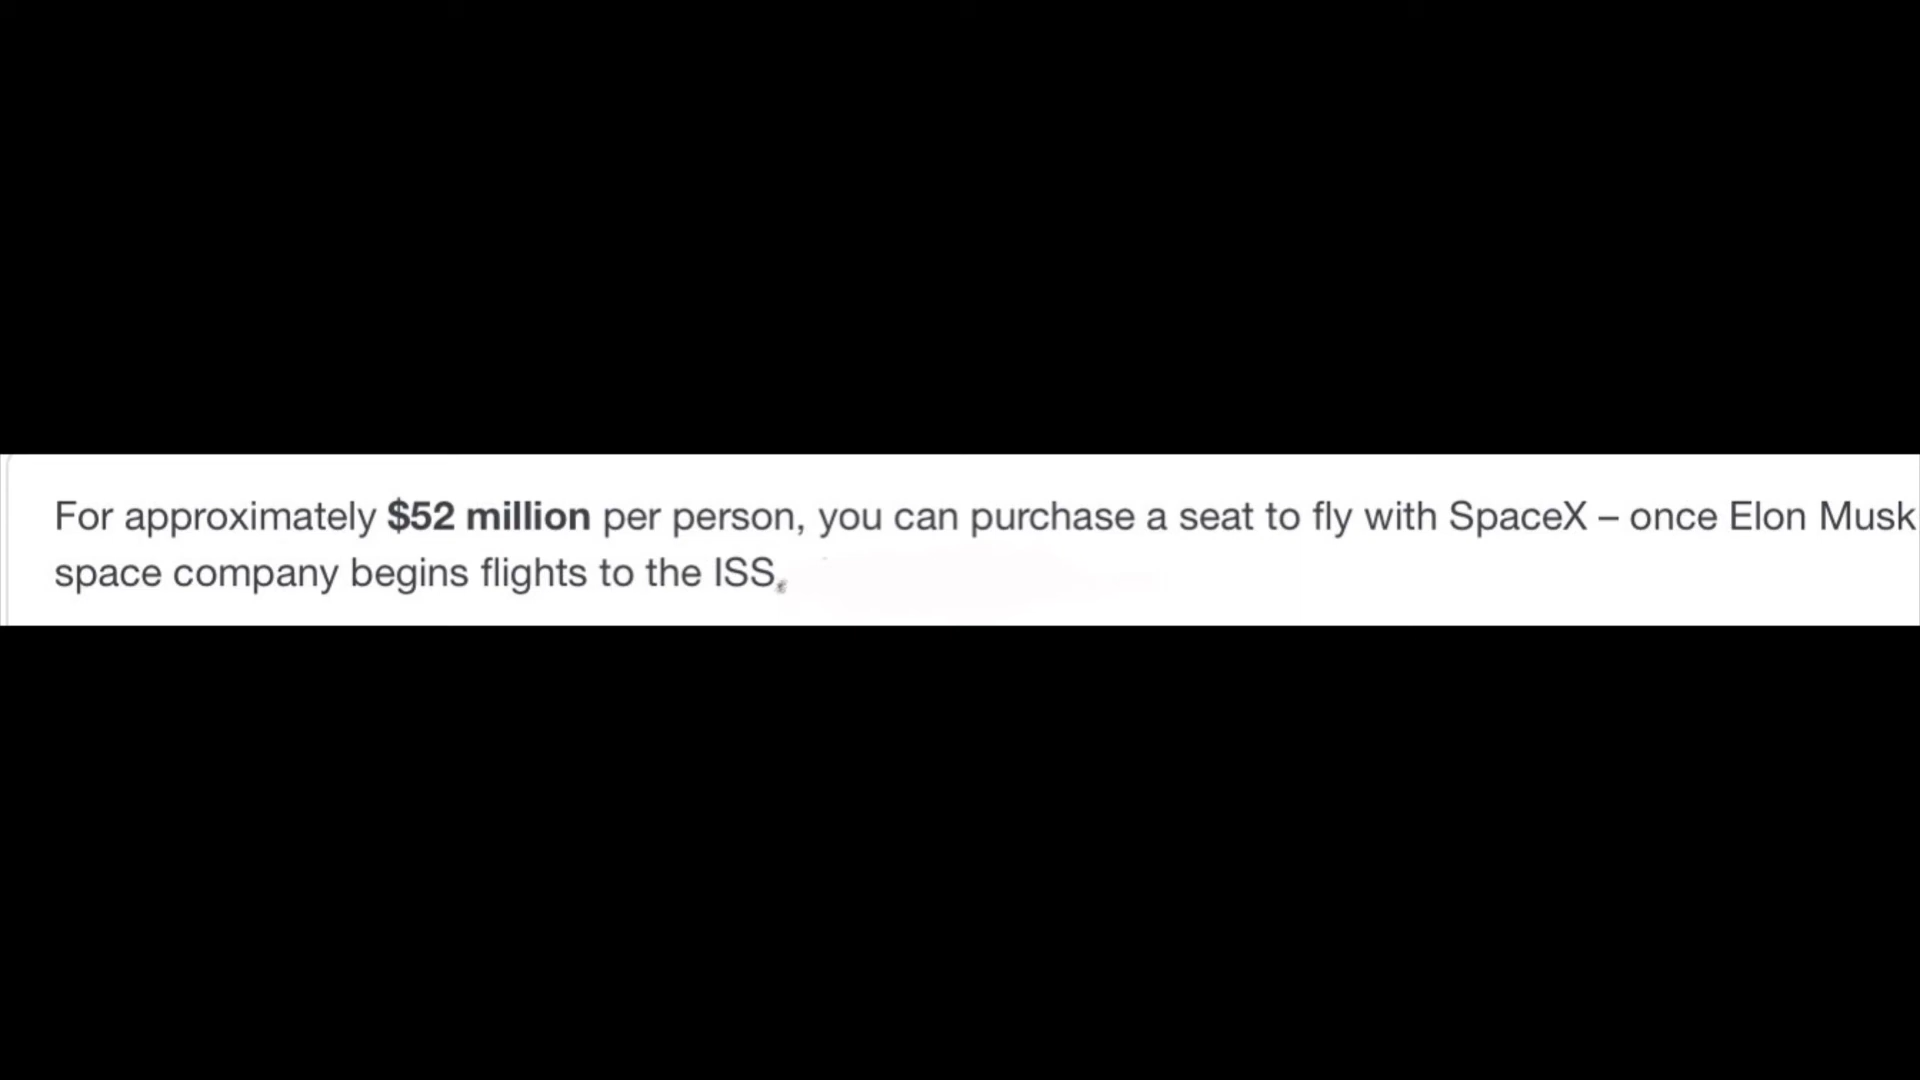 For approximately $52 million per person, you can purchase a seat to fly with SpaceX – once Elon Musk
space company begins flights to the ISS.